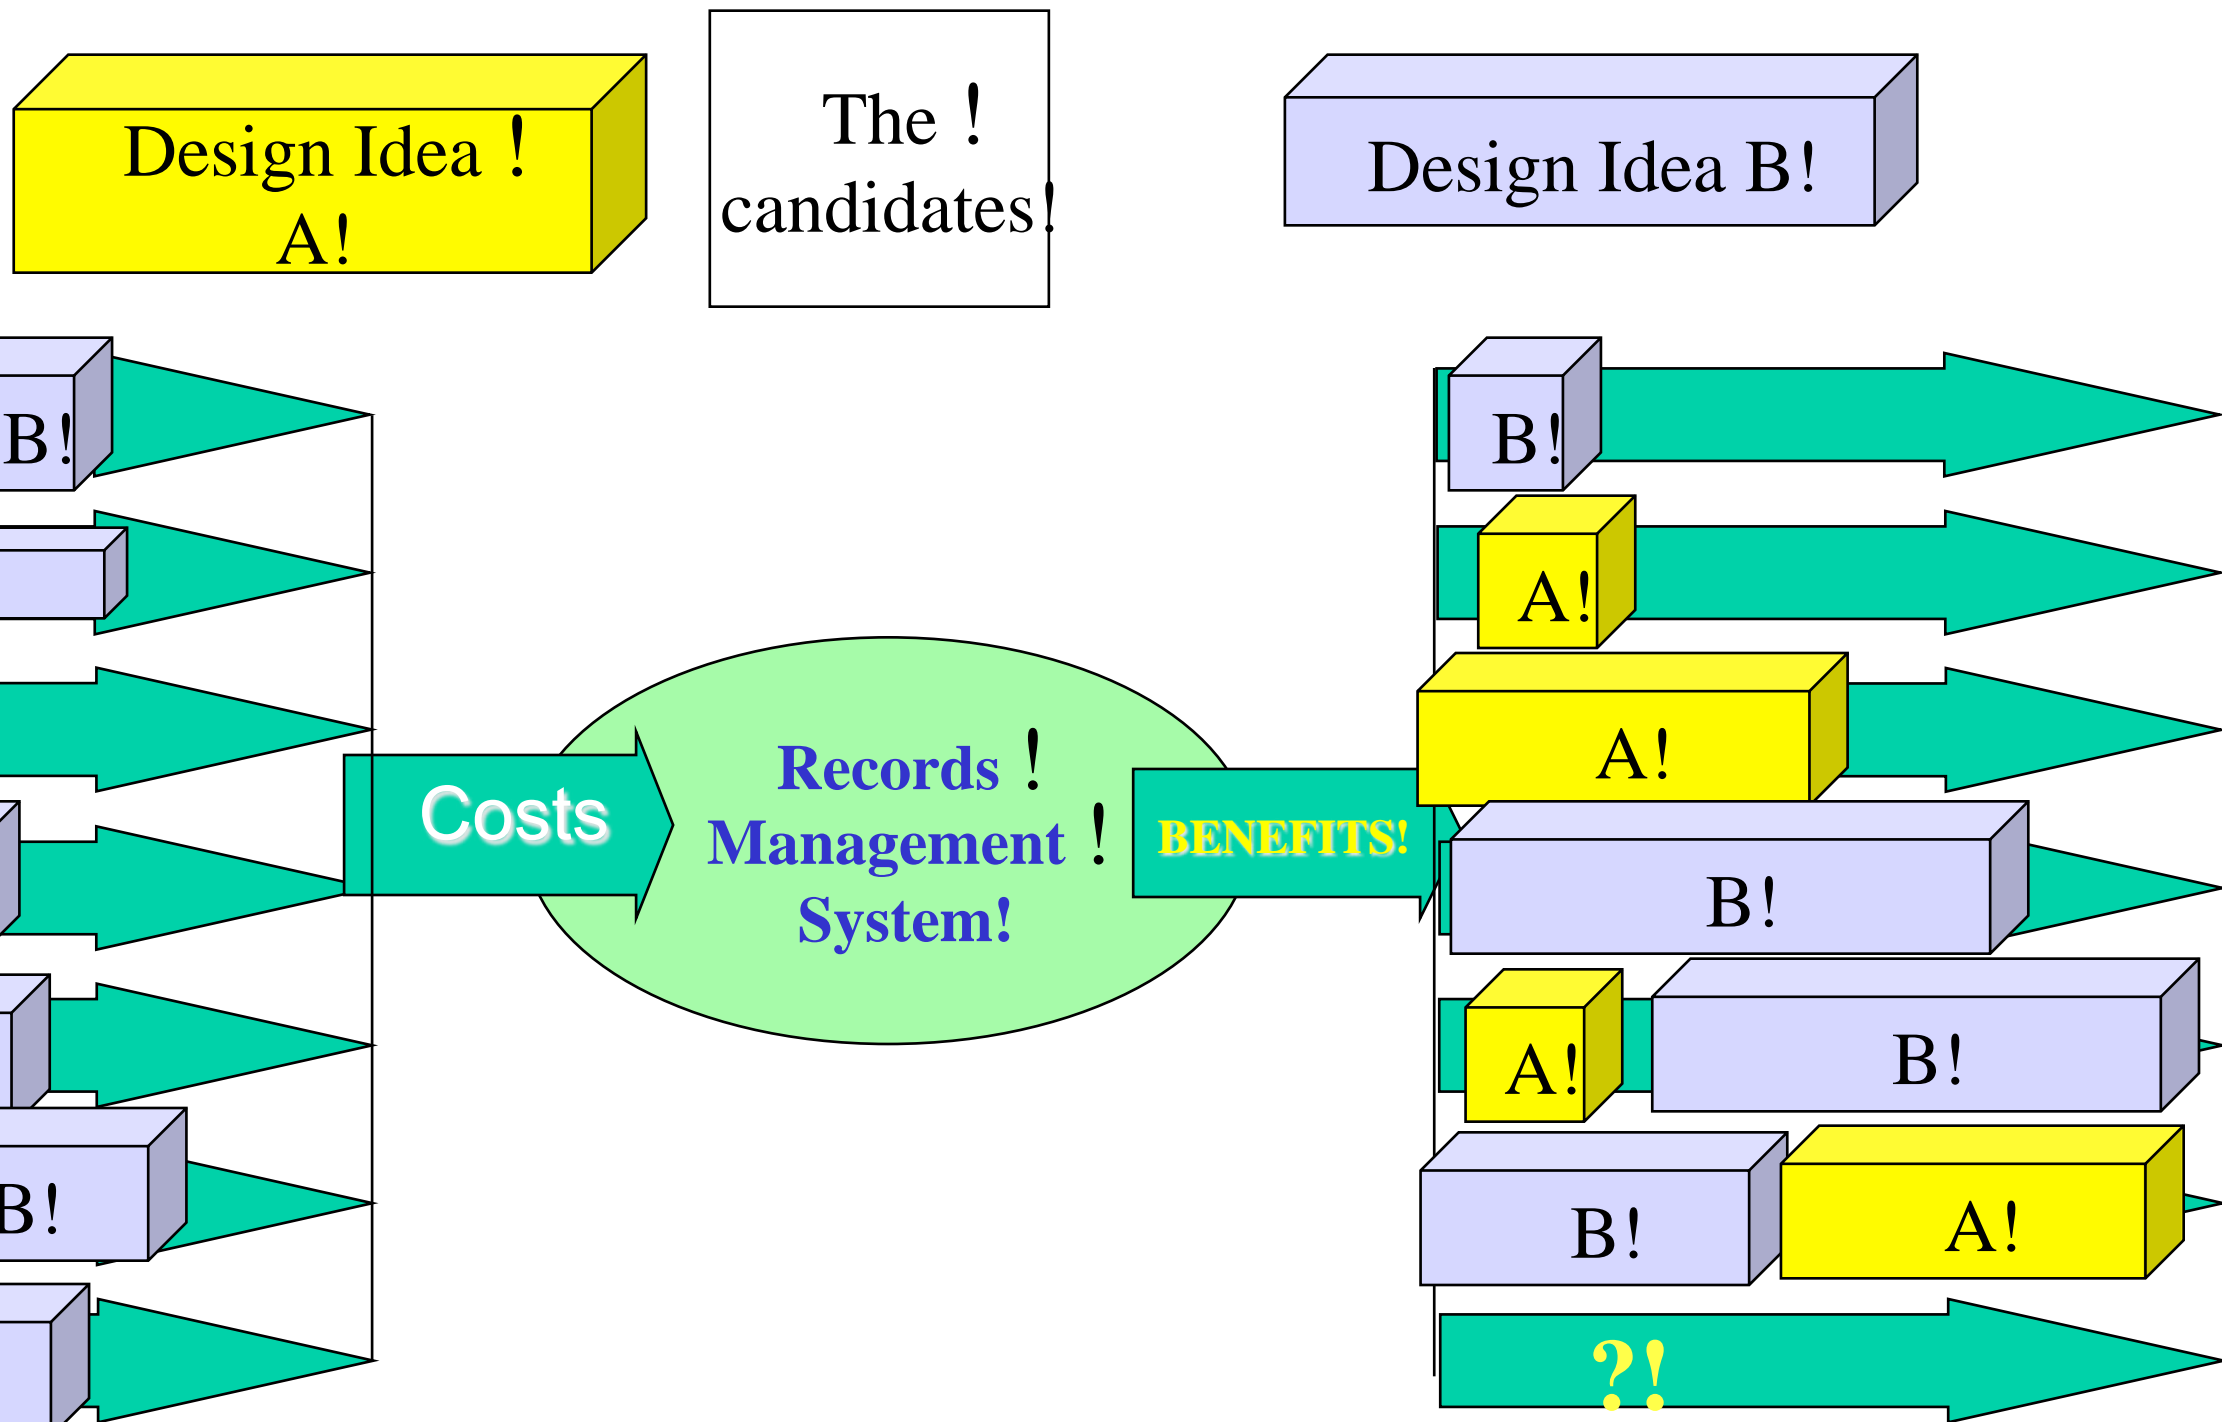 Design Idea !
A!
The !
candidates!
Design Idea B!
B!
B!
A!
A!
Costs
Records !
Management !
System!
BENEFITS!
B!
A!
B!
B!
B!
A!
?!